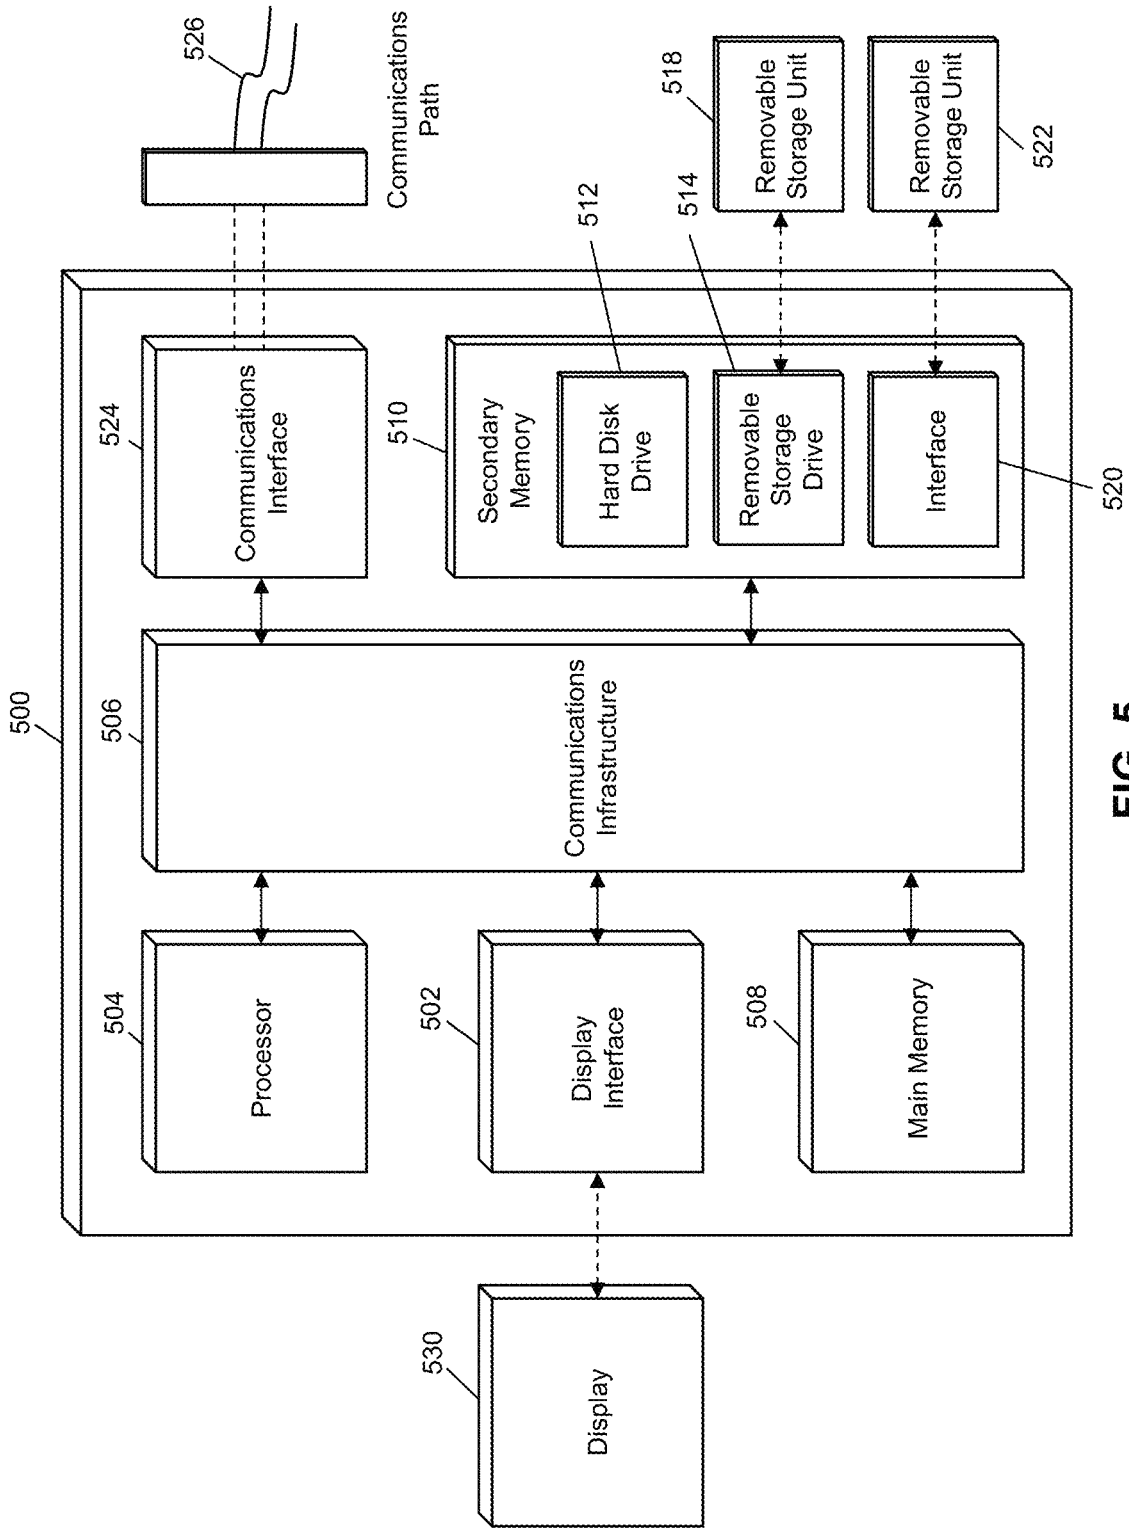 500
504
Processor
506
524
Communications
Interface
526
Communications
Path
530
Display
502
Display
Interface
Communications
Infrastructure
510
Secondary
Memory
512
Hard Disk
Drive
508
Main Memory
514
Removable
Storage
Drive
518
Removable
Storage Unit
Interface
520
Removable
Storage Unit
522
FIG. 5